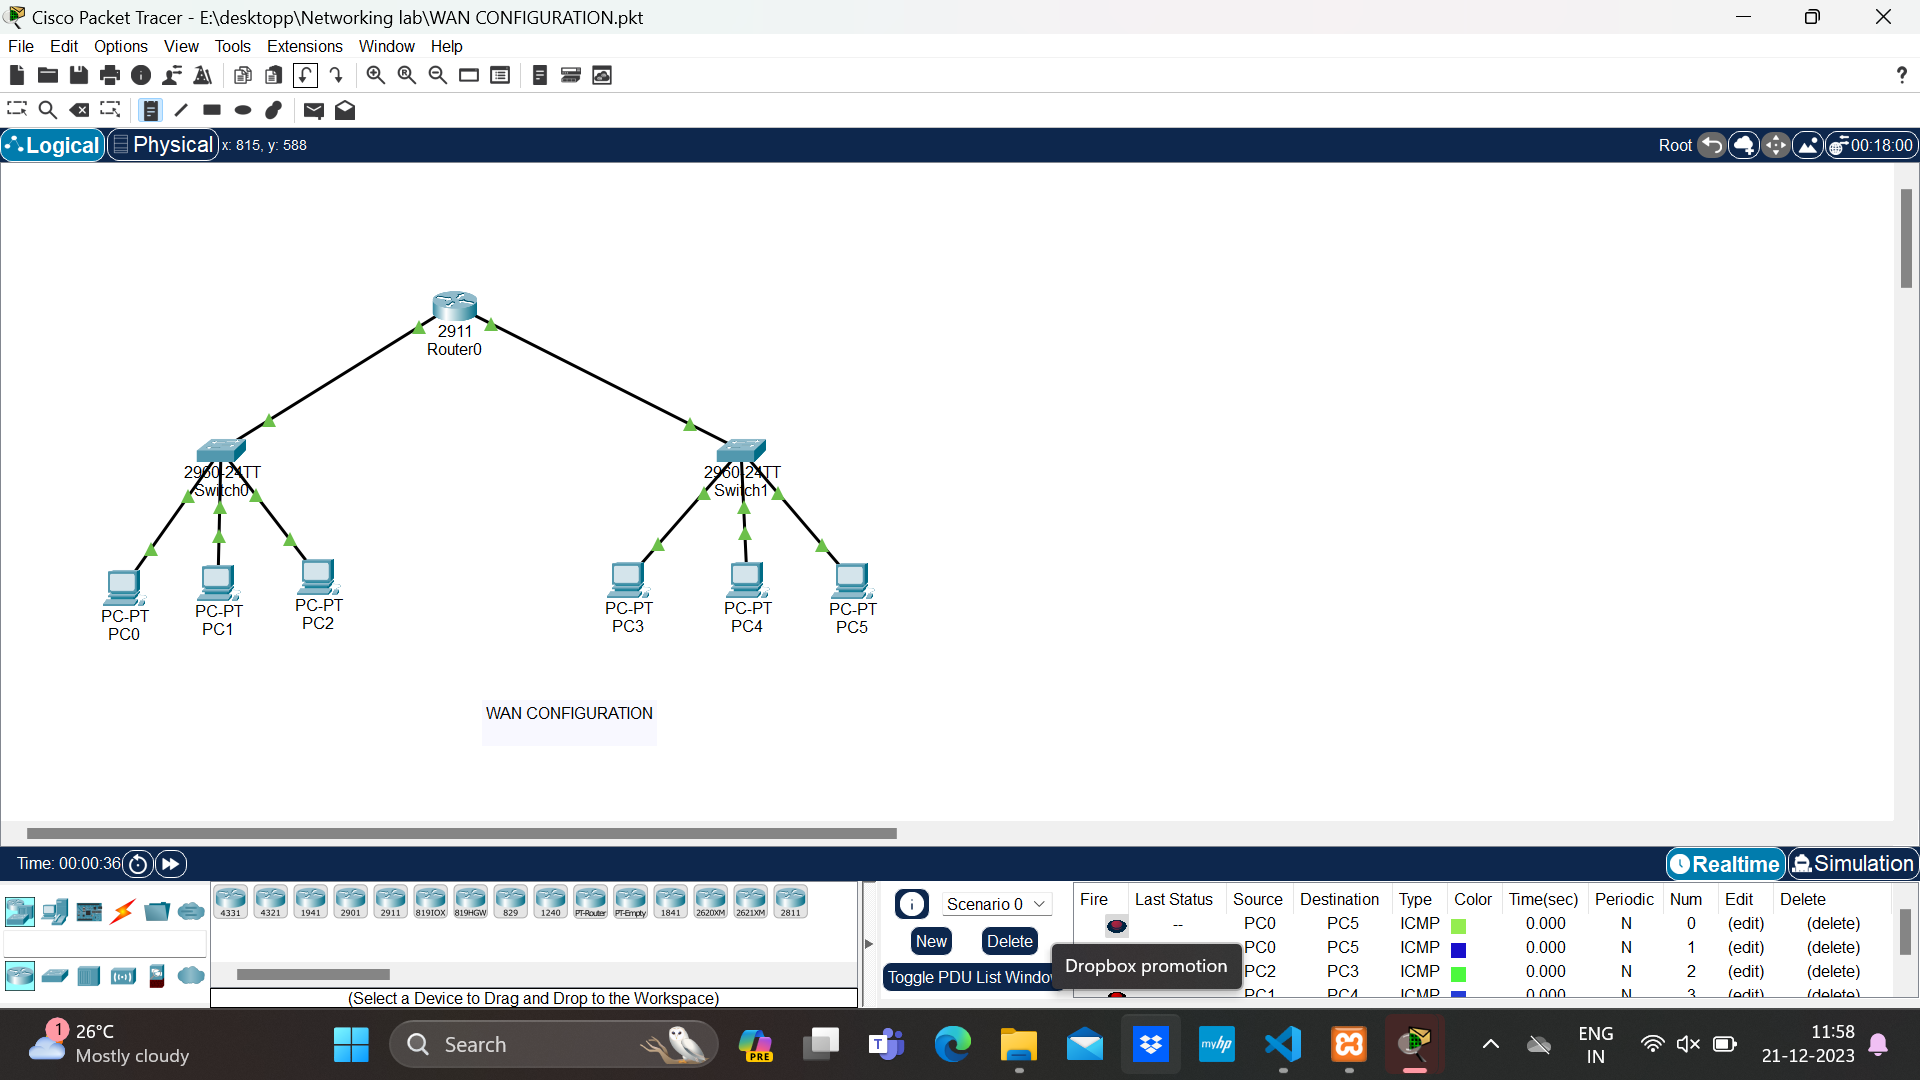 Cisco Packet Tracer - E:\desktopp\Networking lab\WAN CONFIGURATION.pkt
File Edit Options View Tools Extensions Window Help
?
Logical Physical x: 815, y: 588 Root 00:18:00
2911
Router0
2960-24TT
Switch0
2960-24TT
Switch1
PC-PT
PC0
PC-PT
PC1
PC-PT
PC2
PC-PT
PC3
PC-PT
PC4
PC-PT
PC5
WAN CONFIGURATION
Time: 00:00:36 Realtime Simulation
4331 4321 1941 2901 2911 819IOX 819HGW 829 1240 PT-Router PT-Empty 1841 2620XM 2621XM 2811
(Select a Device to Drag and Drop to the Workspace)
Scenario 0
New Delete
Toggle PDU List Window
Fire Last Status Source Destination Type Color Time(sec) Periodic Num Edit Delete
-- PC0 PC5 ICMP 0.000 N 0 (edit) (delete)
PC0 PC5 ICMP 0.000 N 1 (edit) (delete)
PC2 PC3 ICMP 0.000 N 2 (edit) (delete)
PC1 PC4 ICMP 0.000 N 3 (edit) (delete)
Dropbox promotion
1 26°C
Mostly cloudy
Search
PRE
T
myhp
ENG
IN
11:58
21-12-2023